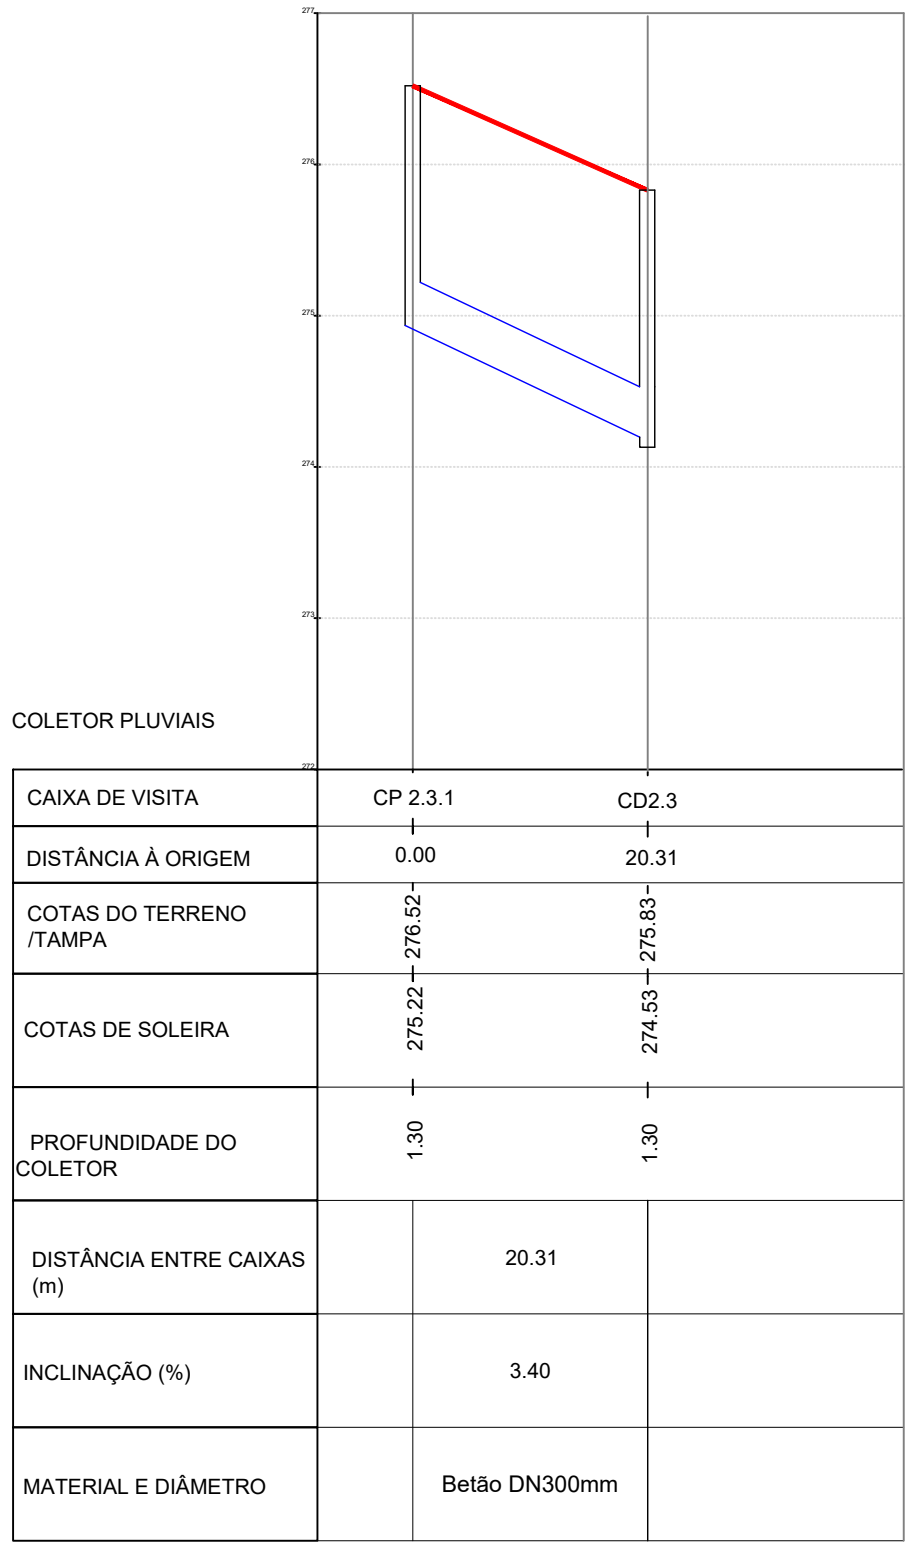 277
276
275
274
273
272
COLETOR PLUVIAIS
CAIXA DE VISITA
CP 2.3.1
CD2.3
DISTÂNCIA À ORIGEM
0.00
20.31
COTAS DO TERRENO
/TAMPA
276.52
275.83
COTAS DE SOLEIRA
275.22
274.53
PROFUNDIDADE DO
COLETOR
1.30
1.30
DISTÂNCIA ENTRE CAIXAS
(m)
20.31
INCLINAÇÃO (%)
3.40
MATERIAL E DIÂMETRO
Betão DN300mm